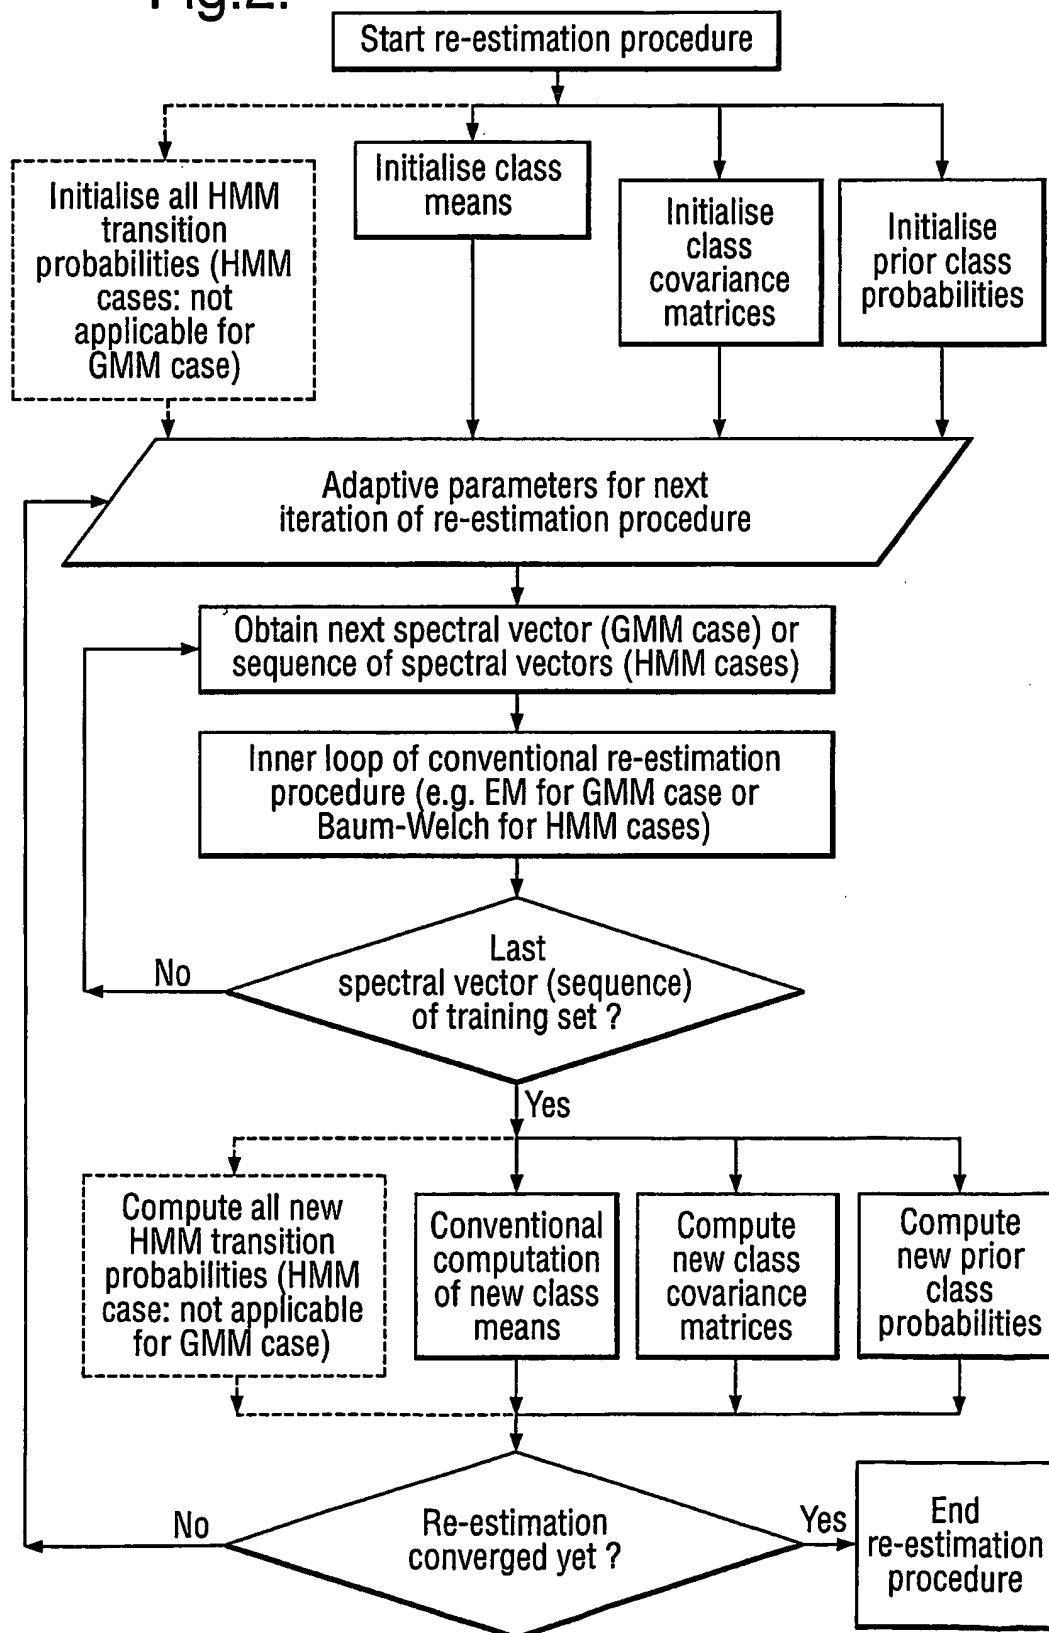 Fig.2.
Start re-estimation procedure
Initialise all HMM
transition
probabilities (HMM
cases: not
applicable for
GMM case)
Initialise class
means
Initialise
class
covariance
matrices
Initialise
prior class
probabilities
Adaptive parameters for next
iteration of re-estimation procedure
Obtain next spectral vector (GMM case) or
sequence of spectral vectors (HMM cases)
Inner loop of conventional re-estimation
procedure (e.g. EM for GMM case or
Baum-Welch for HMM cases)
Last
spectral vector (sequence)
of training set ?
No
Yes
Compute all new
HMM transition
probabilities (HMM
case: not applicable
for GMM case)
Conventional
computation
of new class
means
Compute
new class
covariance
matrices
Compute
new prior
class
probabilities
Re-estimation
converged yet ?
No
Yes
End
re-estimation
procedure